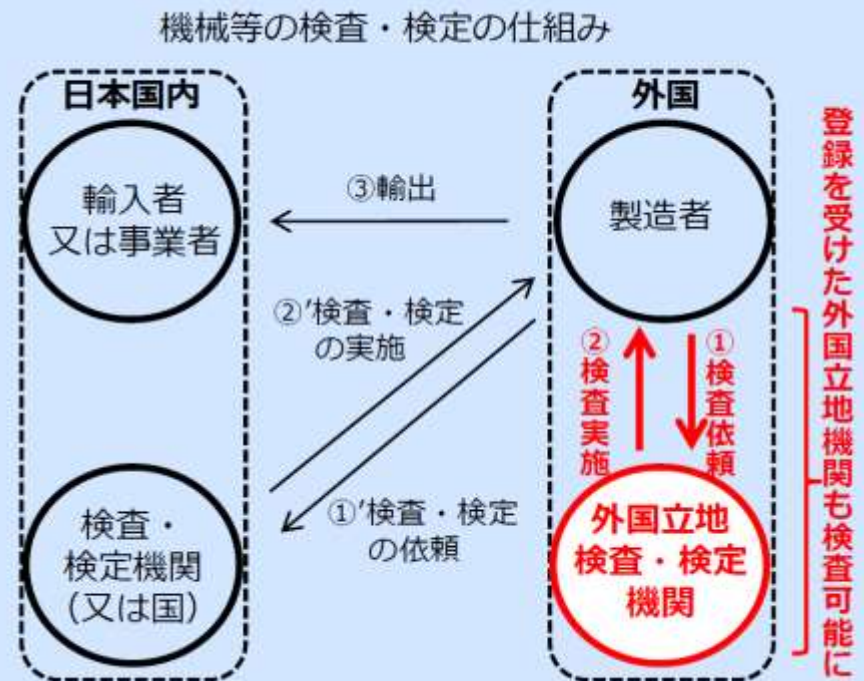 機械等の検査・検定の仕組み
日本国内
輸入者
又は事業者
検査・
検定機関
（又は国）
③輸出
②’検査・検定
の実施
①’検査・検定
の依頼
外国
製造者
②検査実施
①検査依頼
外国立地
検査・検定
機関
登録を受けた外国立地機関も検査可能に